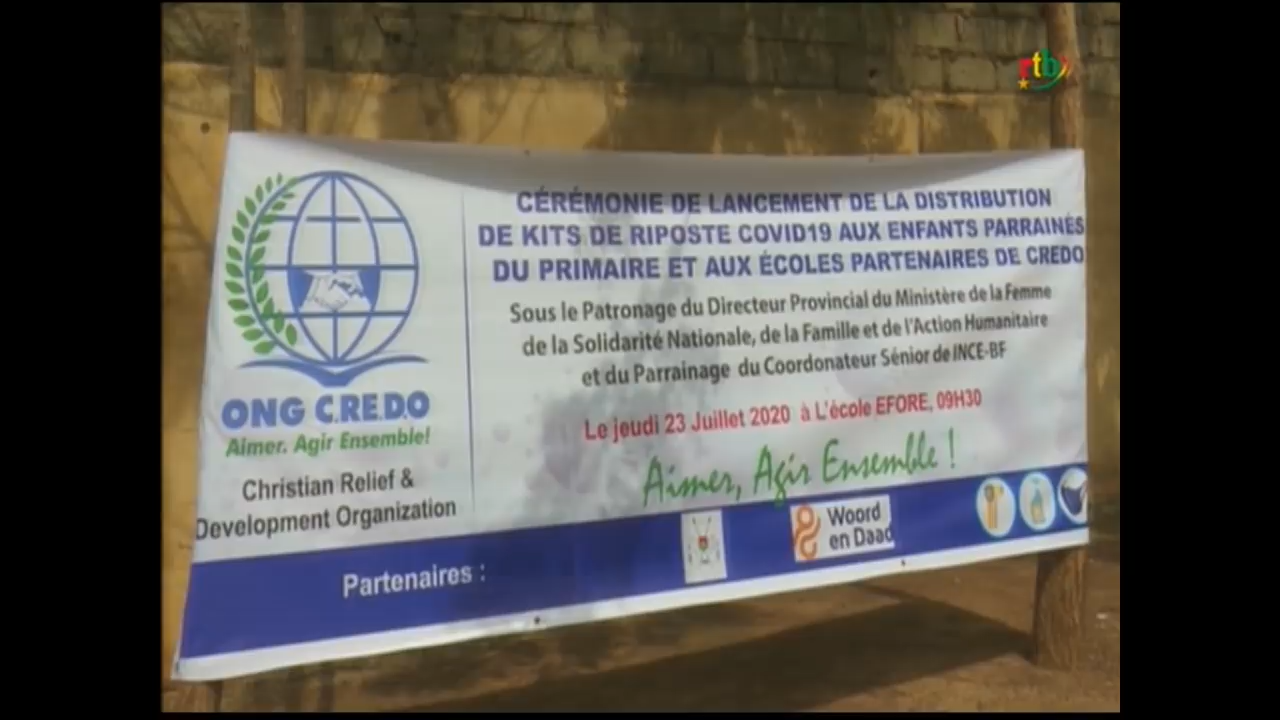 rtb
CÉRÉMONIE DE LANCEMENT DE LA DISTRIBUTION
DE KITS DE RIPOSTE COVID19 AUX ENFANTS PARRAINÉS
DU PRIMAIRE ET AUX ÉCOLES PARTENAIRES DE CREDO
Sous le Patronage du Directeur Provincial du Ministère de la Femme
de la Solidarité Nationale, de la Famille et de l'Action Humanitaire
et du Parrainage du Coordonateur Sénior de INCE-BF
Le jeudi 23 Juillet 2020 à L'école EFORE, 09H30
Aimer, Agir Ensemble !
ONG C.RE.D.O
Aimer. Agir Ensemble!
Christian Relief &
Development Organization
Partenaires :
Woord
en Daad